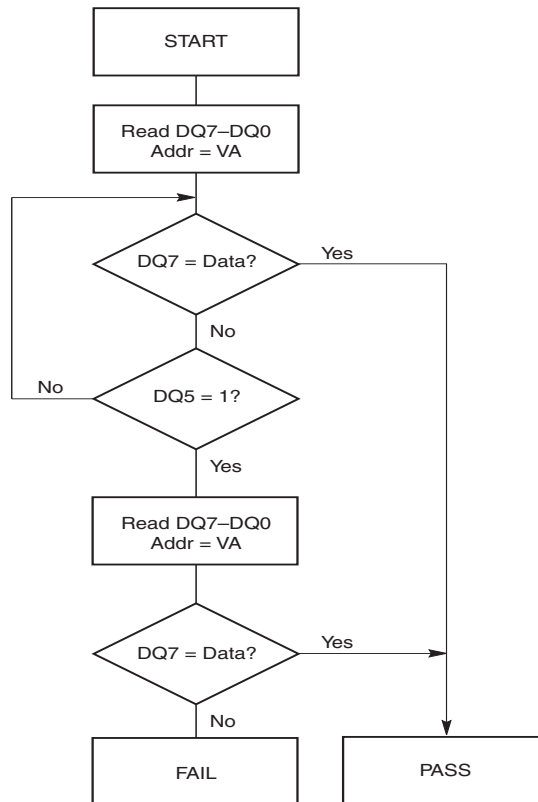 START
Read DQ7–DQ0
Addr = VA
DQ7 = Data?
Yes
No
No
DQ5 = 1?
Yes
Read DQ7–DQ0
Addr = VA
DQ7 = Data?
Yes
No
FAIL
PASS